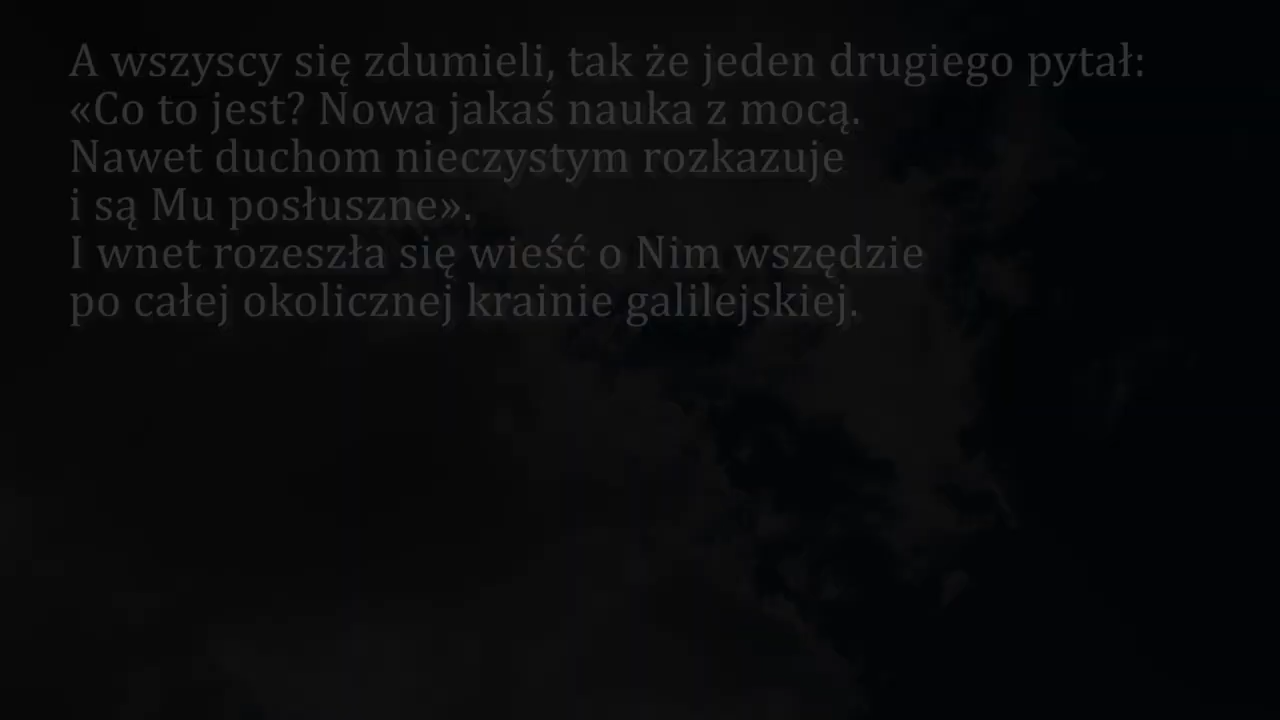 A wszyscy się zdumieli, tak że jeden drugiego pytał:
«Co to jest? Nowa jakaś nauka z mocą.
Nawet duchom nieczystym rozkazuje
i są Mu posłuszne».
I wnet rozeszła się wieść o Nim wszędzie
po całej okolicznej krainie galilejskiej.